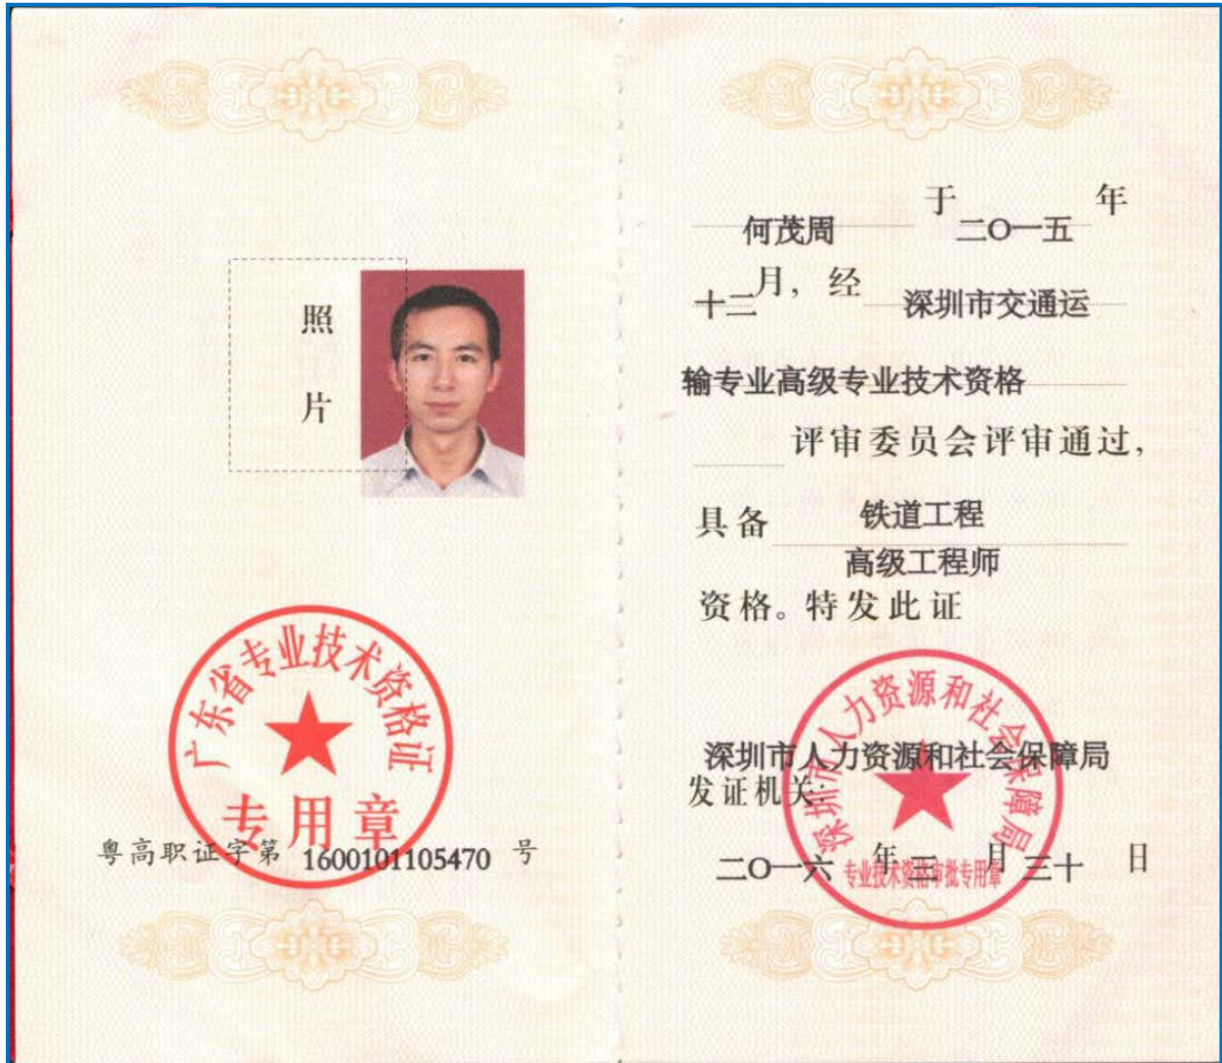 照
片
广东省专业技术资格证
专用章
粤高职证字第 1600101105470 号
何茂周 于 二〇一五 年
十二月，经 深圳市交通运
输专业高级专业技术资格
评审委员会评审通过，
具备 铁道工程
高级工程师
资格。特发此证
深圳市人力资源和社会保障局
深圳市人力资源和社会保障局
发证机关：
二〇一六 年 三 月 三十 日
专业技术资格审批专用章